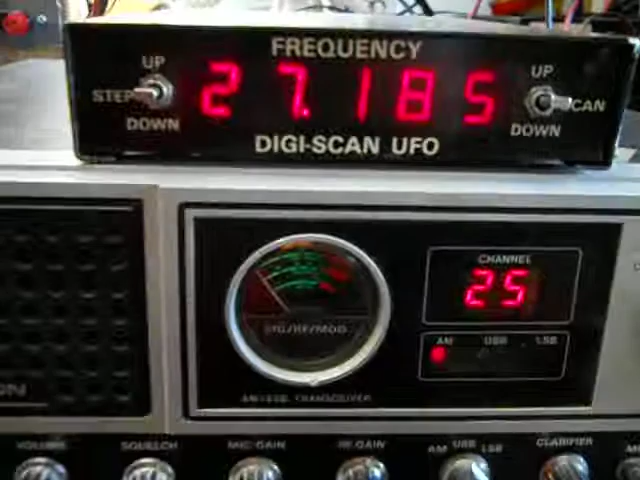 FREQUENCY
UP
STEP
DOWN
27.185
UP
SCAN
DOWN
DIGI-SCAN UFO
CHANNEL
25
AM USB LSB
SIG/RF/MOD
AM/SSB TRANSCEIVER
VOLUME SQUELCH MIC GAIN RF GAIN AM USB LSB CLARIFIER